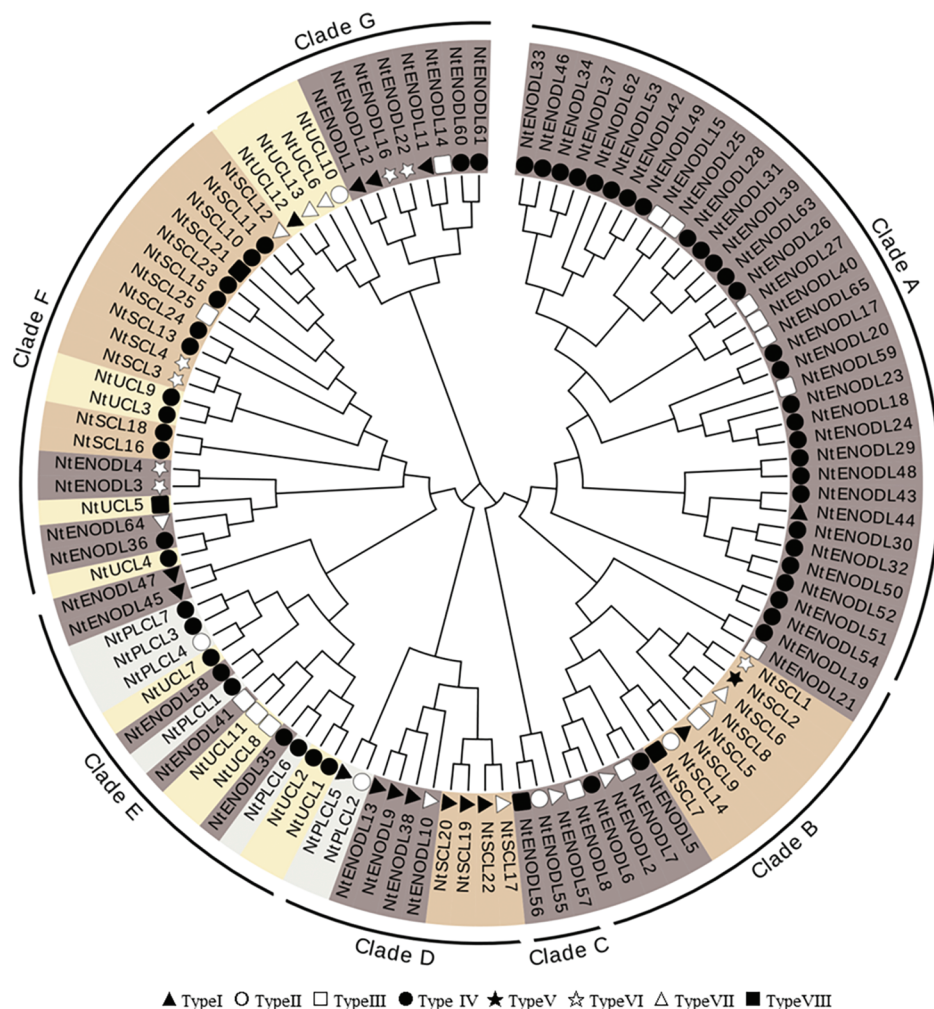 Clade G
Clade A
Clade B
Clade C
Clade D
Clade E
Clade F
NtENODL33
NtENODL46
NtENODL34
NtENODL37
NtENODL62
NtENODL53
NtENODL42
NtENODL49
NtENODL15
NtENODL25
NtENODL28
NtENODL31
NtENODL39
NtENODL63
NtENODL26
NtENODL27
NtENODL40
NtENODL65
NtENODL17
NtENODL20
NtENODL59
NtENODL23
NtENODL18
NtENODL24
NtENODL29
NtENODL48
NtENODL43
NtENODL44
NtENODL30
NtENODL32
NtENODL50
NtENODL52
NtENODL51
NtENODL54
NtENODL19
NtENODL21
NtSCL1
NtSCL2
NtSCL6
NtSCL8
NtSCL5
NtSCL9
NtSCL14
NtSCL7
NtENODL5
NtENODL7
NtENODL2
NtENODL6
NtENODL8
NtENODL57
NtENODL55
NtENODL56
NtSCL17
NtSCL22
NtSCL19
NtSCL20
NtENODL10
NtENODL38
NtENODL9
NtENODL13
NtPLCL2
NtPLCL5
NtUCL1
NtUCL2
NtPLCL6
NtENODL35
NtUCL8
NtUCL11
NtENODL41
NtPLCL1
NtENODL58
NtUCL7
NtPLCL4
NtPLCL3
NtPLCL7
NtENODL45
NtENODL47
NtUCL4
NtENODL36
NtENODL64
NtUCL5
NtENODL3
NtENODL4
NtSCL16
NtSCL18
NtUCL3
NtUCL9
NtSCL3
NtSCL4
NtSCL13
NtSCL24
NtSCL25
NtSCL15
NtSCL23
NtSCL21
NtSCL10
NtSCL11
NtSCL12
NtUCL12
NtUCL13
NtUCL6
NtUCL10
NtENODL1
NtENODL12
NtENODL16
NtENODL22
NtENODL11
NtENODL14
NtENODL60
NtENODL61
TypeI TypeII TypeIII Type IV TypeV TypeVI TypeVII TypeVIII